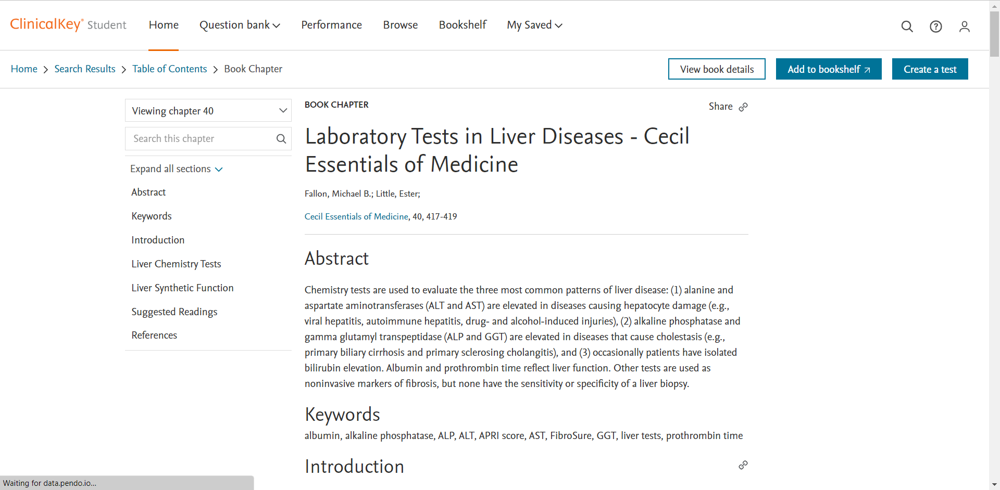 ClinicalKey® Student
Home
Question bank
Performance
Browse
Bookshelf
My Saved
Home > Search Results > Table of Contents > Book Chapter
View book details
Add to bookshelf
Create a test
Viewing chapter 40
Search this chapter
Expand all sections
Abstract
Keywords
Introduction
Liver Chemistry Tests
Liver Synthetic Function
Suggested Readings
References
BOOK CHAPTER
Share
Laboratory Tests in Liver Diseases - Cecil
Essentials of Medicine
Fallon, Michael B.; Little, Ester;
Cecil Essentials of Medicine, 40, 417-419
Abstract
Chemistry tests are used to evaluate the three most common patterns of liver disease: (1) alanine and
aspartate aminotransferases (ALT and AST) are elevated in diseases causing hepatocyte damage (e.g.,
viral hepatitis, autoimmune hepatitis, drug- and alcohol-induced injuries), (2) alkaline phosphatase and
gamma glutamyl transpeptidase (ALP and GGT) are elevated in diseases that cause cholestasis (e.g.,
primary biliary cirrhosis and primary sclerosing cholangitis), and (3) occasionally patients have isolated
bilirubin elevation. Albumin and prothrombin time reflect liver function. Other tests are used as
noninvasive markers of fibrosis, but none have the sensitivity or specificity of a liver biopsy.
Keywords
albumin, alkaline phosphatase, ALP, ALT, APRI score, AST, FibroSure, GGT, liver tests, prothrombin time
Introduction
Waiting for data.pendo.io...